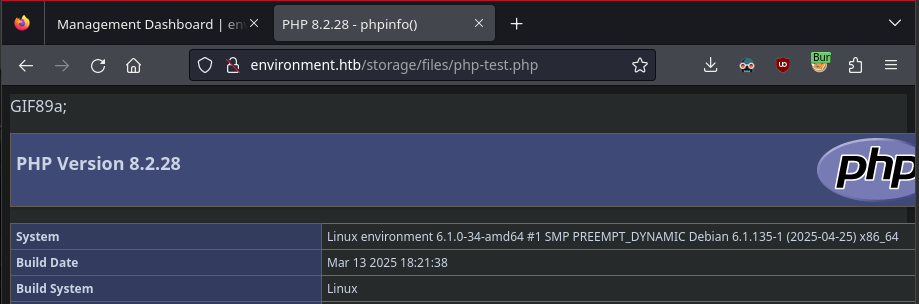 Management Dashboard | en
PHP 8.2.28 - phpinfo()
environment.htb/storage/files/php-test.php
UO
Bur
GIF89a;
PHP Version 8.2.28
php
System Linux environment 6.1.0-34-amd64 #1 SMP PREEMPT_DYNAMIC Debian 6.1.135-1 (2025-04-25) x86_64
Build Date Mar 13 2025 18:21:38
Build System Linux